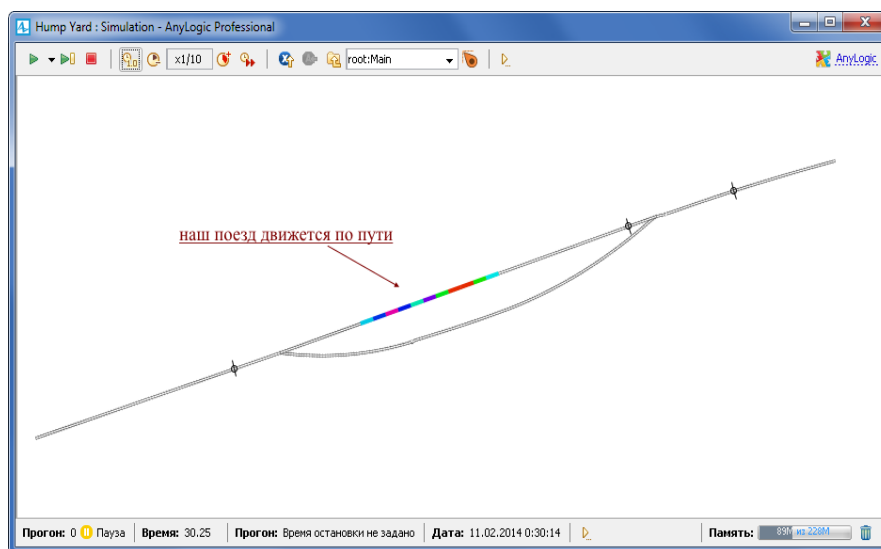 Hump Yard : Simulation - AnyLogic Professional
x1/10 root:Main AnyLogic
наш поезд движется по пути
Прогон: 0 Пауза Время: 30.25 Прогон: Время остановки не задано Дата: 11.02.2014 0:30:14 Память: 89M из 228M